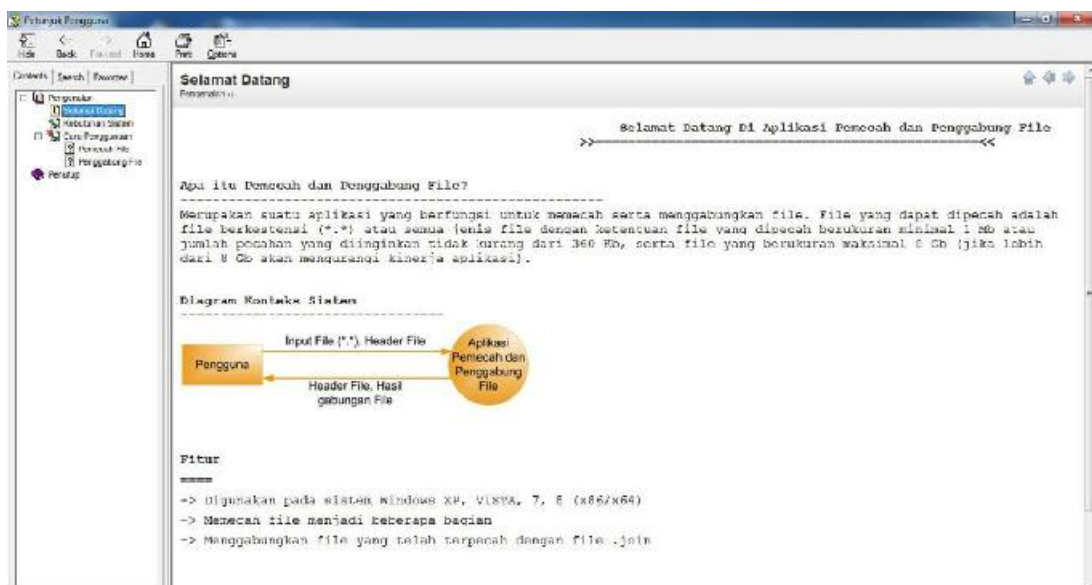 Petunjuk Pengguna
Hide Back Forward Home Print Options
Contents Search Favorites
Pengenalan
Selamat Datang
Kebutuhan Sistem
Cara Penggunaan
Pemecah File
Penggabung File
Penutup
Selamat Datang
Pengenalan
Selamat Datang Di Aplikasi Pemecah dan Penggabung File
>>-------------------------------------------------<<
Apa itu Pemecah dan Penggabung File?
------------------------------------------------------
Merupakan suatu aplikasi yang berfungsi untuk memecah serta menggabungkan file. File yang dapat dipecah adalah
file berkestensi (*.*) atau semua jenis file dengan ketentuan file yang dipecah berukuran minimal 1 Mb atau
jumlah pecahan yang diinginkan tidak kurang dari 360 Kb, serta file yang berukuran maksimal Gb (jika lebih
dari 8 Gb akan mengurangi kinerja aplikasi).
Diagram Konteks Sistem
---------------------------------
Input File (*.*), Header File
Pengguna
Aplikasi
Pemecah dan
Penggabung
File
Header File, Hasil
gabungan File
Fitur
=====
-> Digunakan pada sistem Windows XP, VISTA, 7, 8 (x86/x64)
-> Memecah file menjadi beberapa bagian
-> Menggabungkan file yang telah terpecah dengan file .join